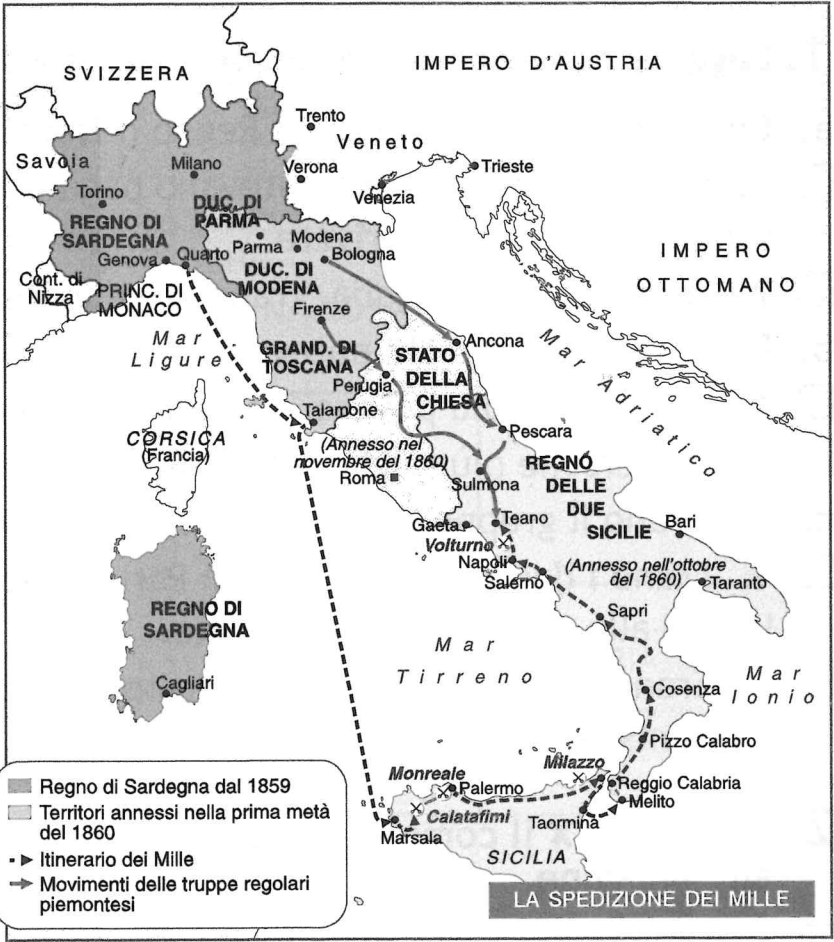 SVIZZERA
IMPERO D'AUSTRIA
Trento
Veneto
Savoia
Milano
Verona
Trieste
Torino
Venezia
DUC. DI
PARMA
REGNO DI
SARDEGNA
Parma
Modena
Bologna
IMPERO
OTTOMANO
Genova
Quarto
DUC. DI
MODENA
Cont. di
Nizza
PRINC. DI
MONACO
Firenze
Mar
Ligure
Ancona
GRAND. DI
TOSCANA
STATO
DELLA
CHIESA
Mar Adriatico
Perugia
Talamone
CORSICA
(Francia)
(Annesso nel
novembre del 1860)
Pescara
Roma
Sulmona
REGNO
DELLE
DUE
SICILIE
Gaeta
Teano
Bari
Volturno
Napoli
Salerno
(Annesso nell'ottobre
del 1860)
Taranto
REGNO DI
SARDEGNA
Sapri
Mar
Tirreno
Mar
Ionio
Cagliari
Cosenza
Pizzo Calabro
Monreale
Milazzo
Palermo
Reggio Calabria
Melito
Calatafimi
Marsala
Taormina
SICILIA
Regno di Sardegna dal 1859
Territori annessi nella prima metà
del 1860
Itinerario dei Mille
Movimenti delle truppe regolari
piemontesi
LA SPEDIZIONE DEI MILLE